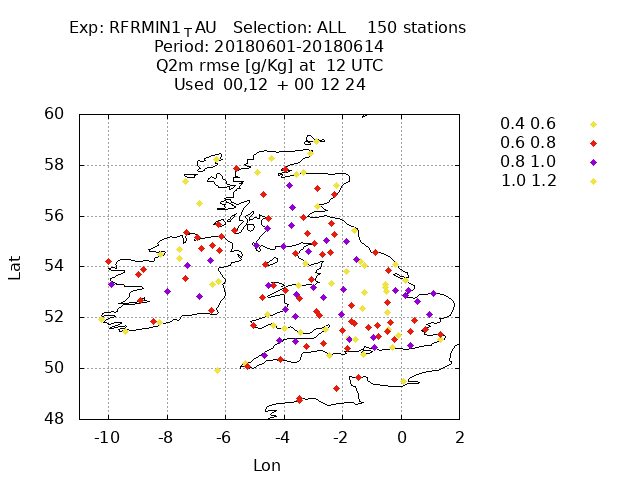 Exp: RFRMIN1 T AU Selection: ALL 150 stations
Period: 20180601-20180614
Q2m rmse [g/Kg] at 12 UTC
Used 00,12 + 00 12 24
60
58
56
54
52
50
48
Lat
-10 -8 -6 -4 -2 0 2
Lon
0.4 0.6
0.6 0.8
0.8 1.0
1.0 1.2